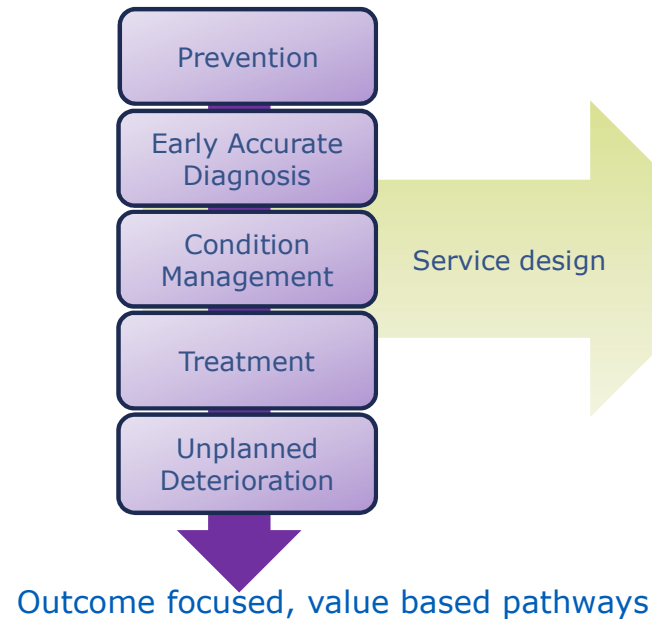 Prevention
Early Accurate
Diagnosis
Condition
Management
Service design
Treatment
Unplanned
Deterioration
Outcome focused, value based pathways